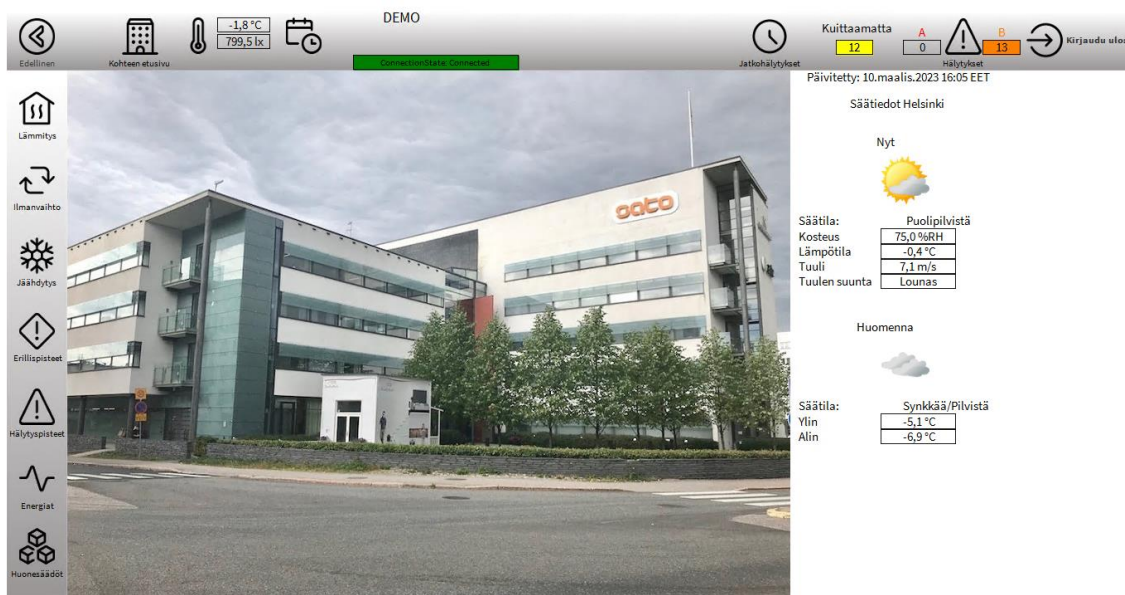 DEMO
-1,8 °C
799,5 lx
Edellinen
Kohteen etusivu
ConnectionState: Connected
Jatkohälytykset
Kuittaamatta
12
A
0
B
13
Hälytykset
Kirjaudu ulos
Päivitetty: 10.maalis.2023 16:05 EET
Säätiedot Helsinki
Nyt
Säätila: Puolipilvistä
Kosteus 75,0 %RH
Lämpötila -0,4 °C
Tuuli 7,1 m/s
Tuulen suunta Lounas
Huomenna
Säätila: Synkkää/Pilvistä
Ylin -5,1 °C
Alin -6,9 °C
Lämmitys
Ilmanvaihto
Jäähdytys
Erillispisteet
Hälytyspisteet
Energiat
Huonesäädöt
sato